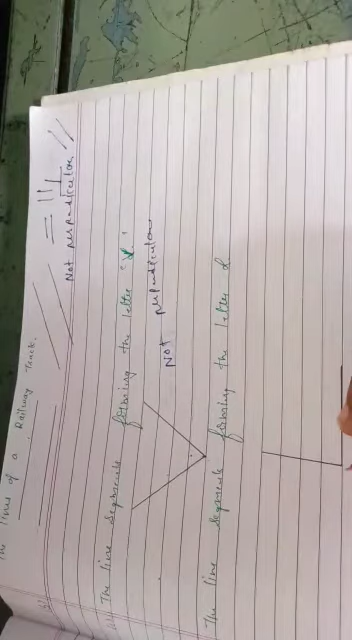 The lines of a Railway Track.
Not perpendicular
The line segments forming the letter "V."
Not perpendicular
The line segments forming the letter L